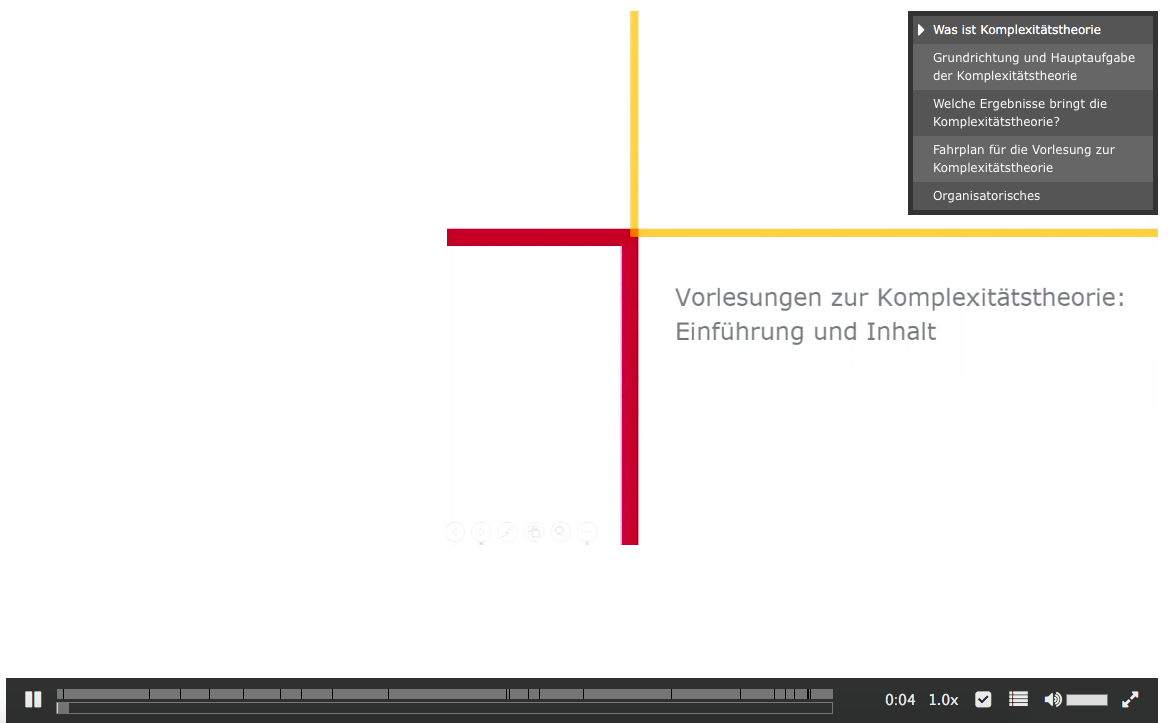 Was ist Komplexitätstheorie
Grundrichtung und Hauptaufgabe
der Komplexitätstheorie
Welche Ergebnisse bringt die
Komplexitätstheorie?
Fahrplan für die Vorlesung zur
Komplexitätstheorie
Organisatorisches
Vorlesungen zur Komplexitätstheorie:
Einführung und Inhalt
0:04 1.0x